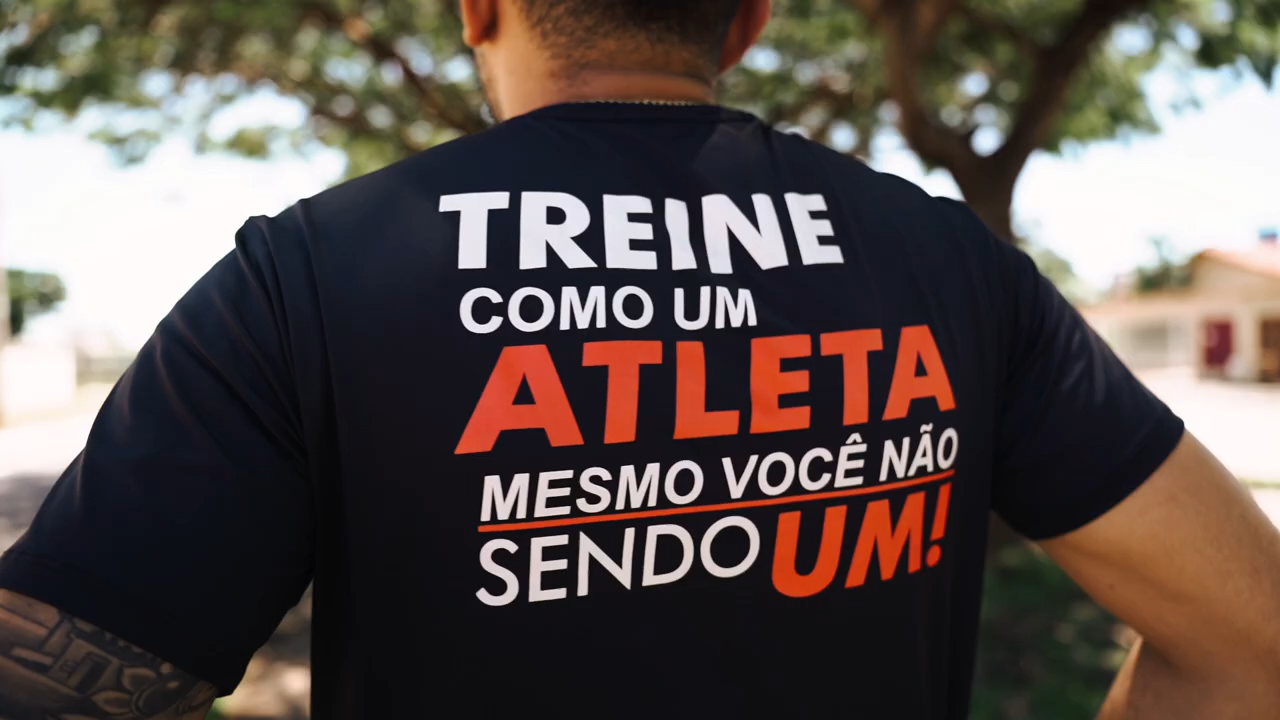 TREINE
COMO UM
ATLETA
MESMO VOCÊ NÃO
SENDO UM!